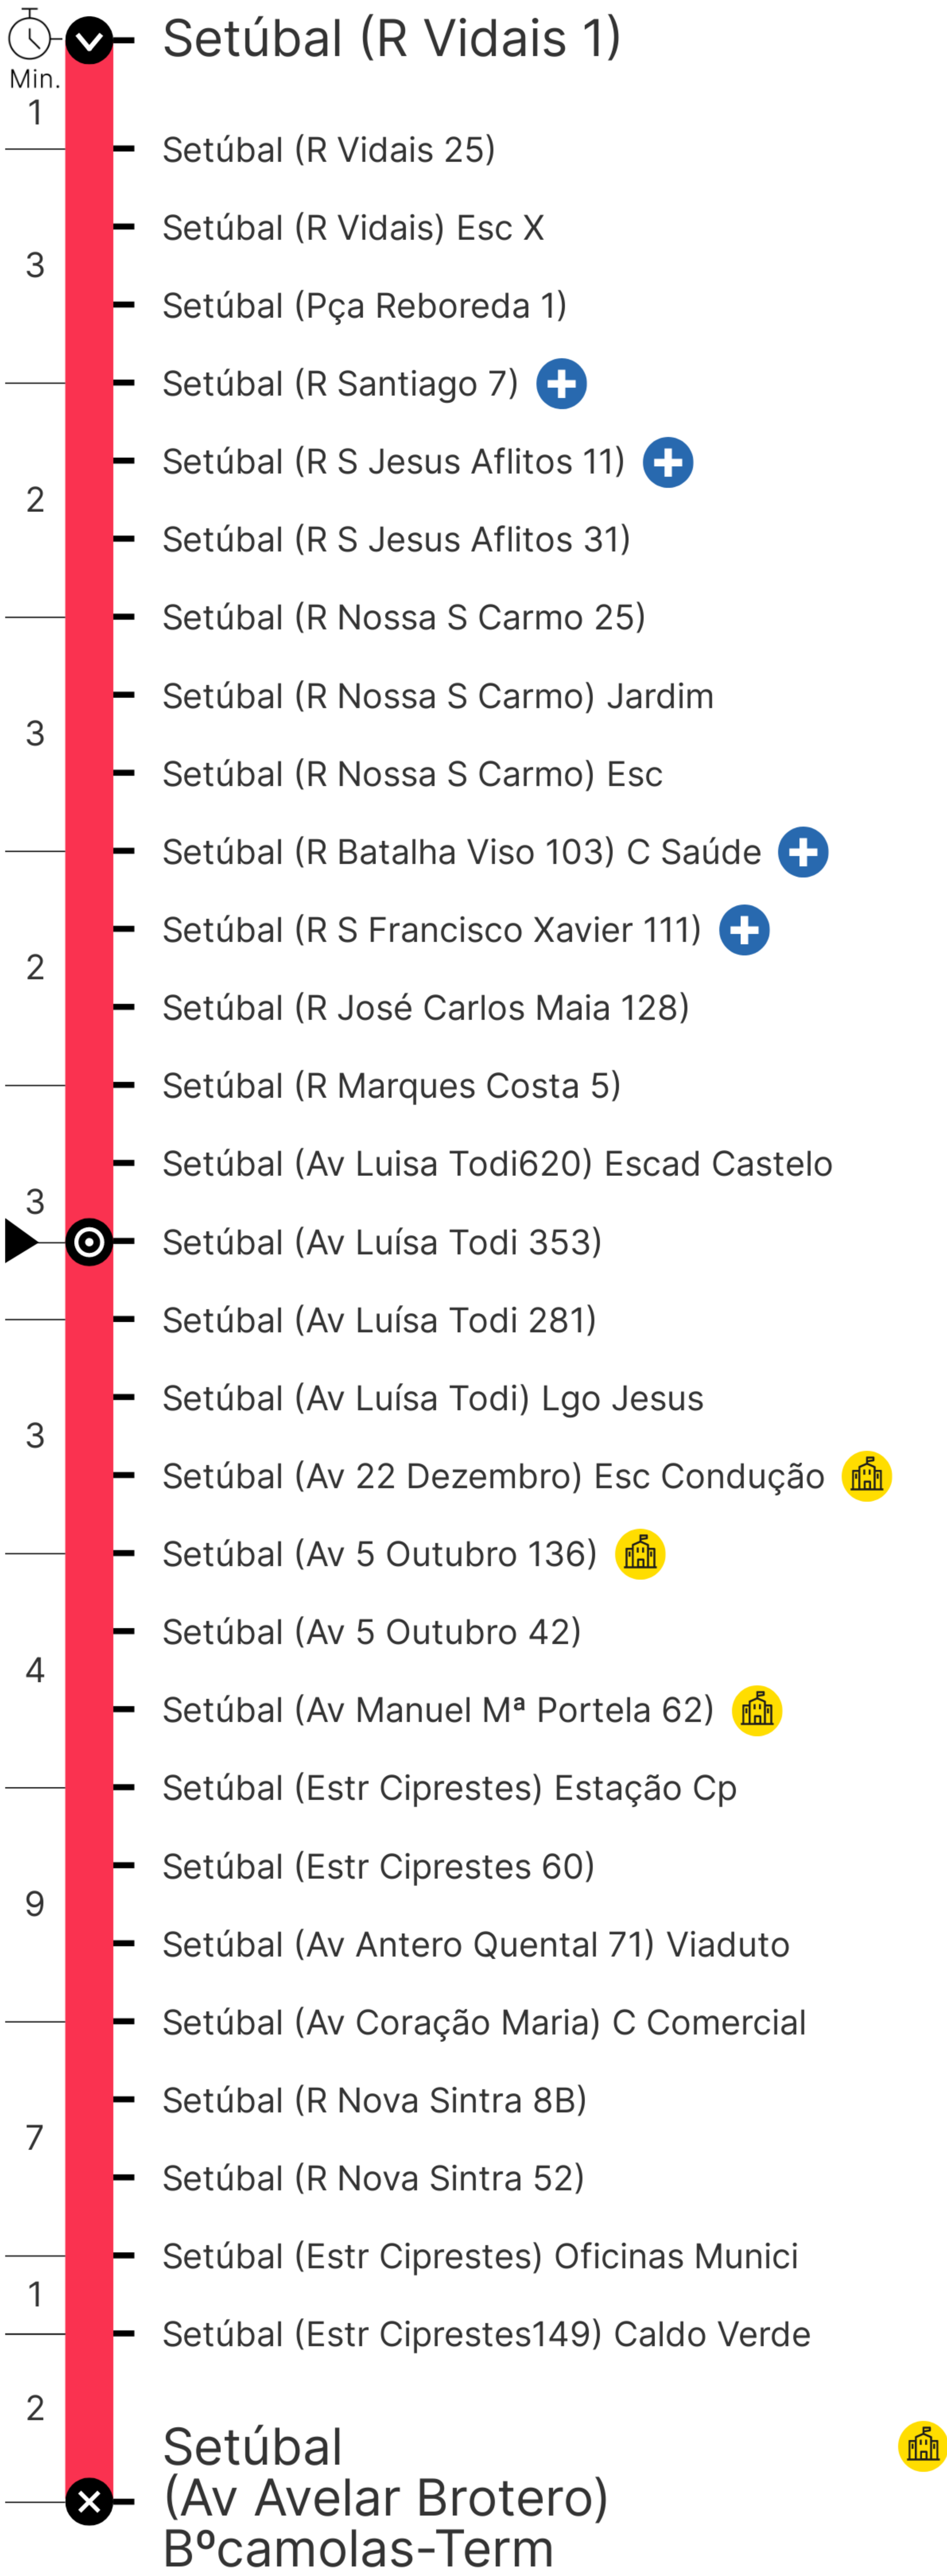 Setúbal (R Vidais 1)
Min.
1
Setúbal (R Vidais 25)
Setúbal (R Vidais) Esc X
3
Setúbal (Pça Reboreda 1)
Setúbal (R Santiago 7)
Setúbal (R S Jesus Aflitos 11)
2
Setúbal (R S Jesus Aflitos 31)
Setúbal (R Nossa S Carmo 25)
Setúbal (R Nossa S Carmo) Jardim
3
Setúbal (R Nossa S Carmo) Esc
Setúbal (R Batalha Viso 103) C Saúde
Setúbal (R S Francisco Xavier 111)
2
Setúbal (R José Carlos Maia 128)
Setúbal (R Marques Costa 5)
Setúbal (Av Luisa Todi620) Escad Castelo
3
Setúbal (Av Luísa Todi 353)
Setúbal (Av Luísa Todi 281)
Setúbal (Av Luísa Todi) Lgo Jesus
3
Setúbal (Av 22 Dezembro) Esc Condução
Setúbal (Av 5 Outubro 136)
Setúbal (Av 5 Outubro 42)
4
Setúbal (Av Manuel Mª Portela 62)
Setúbal (Estr Ciprestes) Estação Cp
Setúbal (Estr Ciprestes 60)
9
Setúbal (Av Antero Quental 71) Viaduto
Setúbal (Av Coração Maria) C Comercial
Setúbal (R Nova Sintra 8B)
7
Setúbal (R Nova Sintra 52)
Setúbal (Estr Ciprestes) Oficinas Munici
1
Setúbal (Estr Ciprestes149) Caldo Verde
2
Setúbal
(Av Avelar Brotero)
Bºcamolas-Term